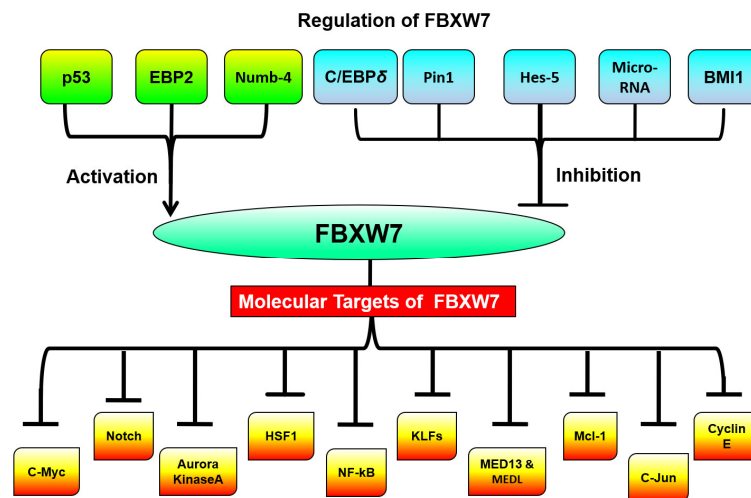 Regulation of FBXW7
p53
EBP2
Numb-4
C/EBPδ
Pin1
Hes-5
Micro-
RNA
BMI1
Activation
Inhibition
FBXW7
Molecular Targets of FBXW7
C-Myc
Notch
Aurora
KinaseA
HSF1
NF-kB
KLFs
MED13 &
MEDL
Mcl-1
C-Jun
Cyclin
E